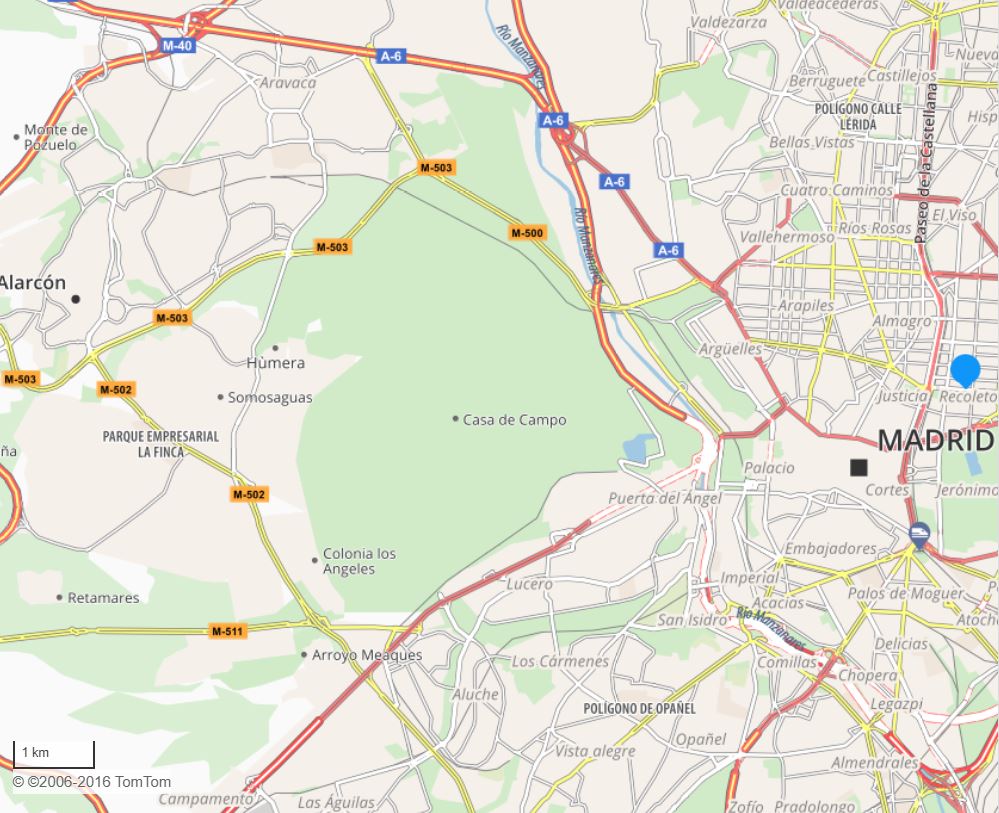 Valdeacederas
Valdezarza
Río Manzanares
M-40
A-6
Aravaca
Nueva
Castillejos
Berruguete
POLÍGONO CALLE
LÉRIDA
Hisp
A-6
Monte de
Pozuelo
Bellas Vistas
Paseo de la Castellana
M-503
A-6
Cuatro Caminos
El Viso
Ríos Rosas
Río Manzanares
M-500
Vallehermoso
M-503
A-6
Alarcón
Arapiles
M-503
Almagro
Argüelles
Hùmera
M-503
M-502
Somosaguas
Justicia
Recoleto
Casa de Campo
PARQUE EMPRESARIAL
LA FINCA
MADRID
ña
Palacio
M-502
Puerta del Ángel
Cortes
Jerónimo
Colonia los
Angeles
Embajadores
Lucero
Imperial
Retamares
Acacias
Palos de Moguer
San Isidro
Río Manzanares
Atocha
M-511
Delicias
Arroyo Meaques
Los Cármenes
Comillas
Chopera
Aluche
Legazpi
POLÍGONO DE OPAÑEL
Opañel
1 km
Vista alegre
Almendrales
© ©2006-2016 TomTom
Campamento
Las Águilas
Zofío
Pradolongo